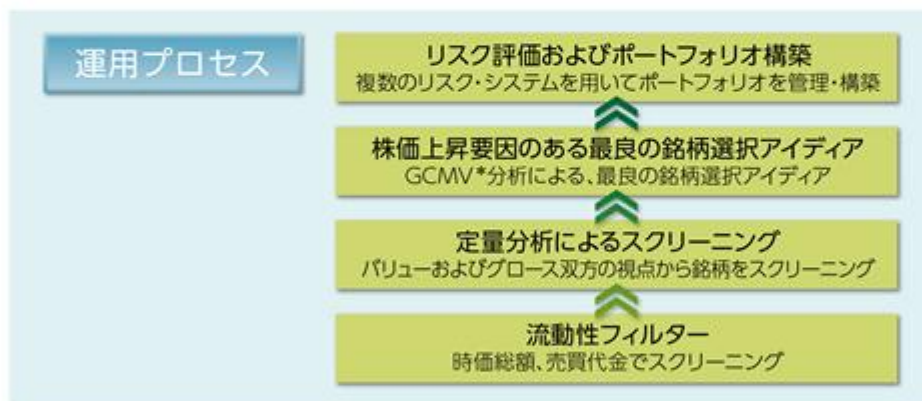 運用プロセス
リスク評価およびポートフォリオ構築
複数のリスク・システムを用いてポートフォリオを管理・構築
株価上昇要因のある最良の銘柄選択アイディア
GCMV*分析による、最良の銘柄選択アイディア
定量分析によるスクリーニング
バリューおよびグロース双方の視点から銘柄をスクリーニング
流動性フィルター
時価総額、売買代金でスクリーニング